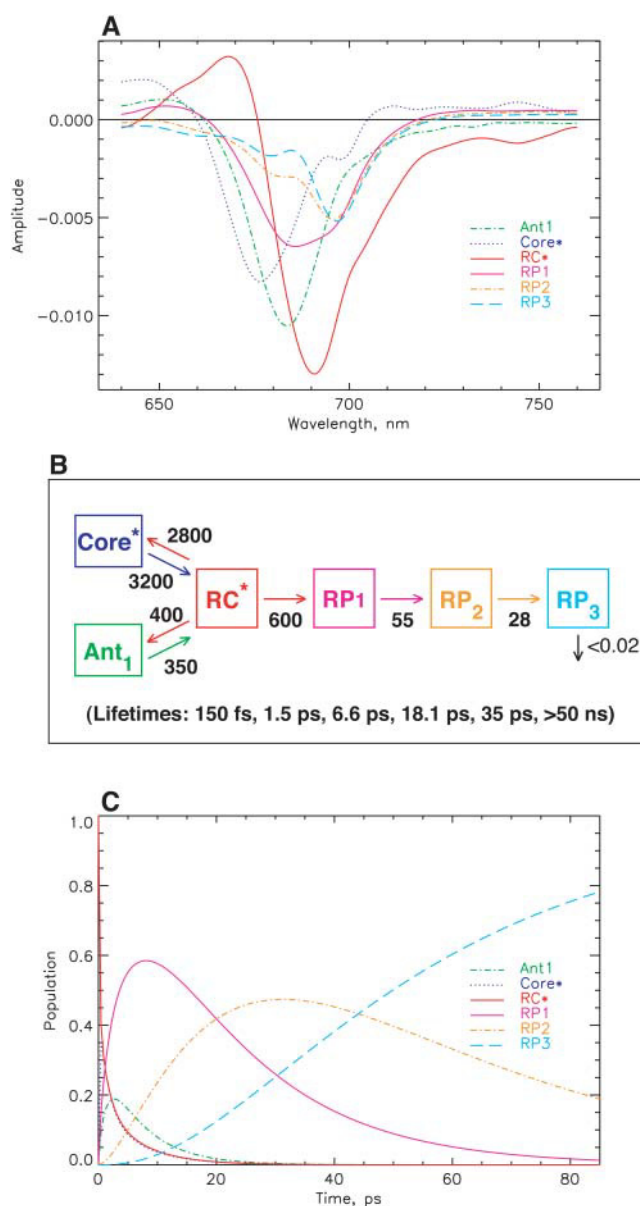 A
0.000
-0.005
-0.010
Amplitude
Ant1
Core*
RC*
RP1
RP2
RP3
650 700 750
Wavelength, nm
B
Core* 2800
3200
RC* RP1 RP2 RP3
400 600 55 28 <0.02
Ant1 350
(Lifetimes: 150 fs, 1.5 ps, 6.6 ps, 18.1 ps, 35 ps, >50 ns)
C
1.0
0.8
0.6
0.4
0.2
0.0
Population
Ant1
Core*
RC*
RP1
RP2
RP3
0 20 40 60 80
Time, ps